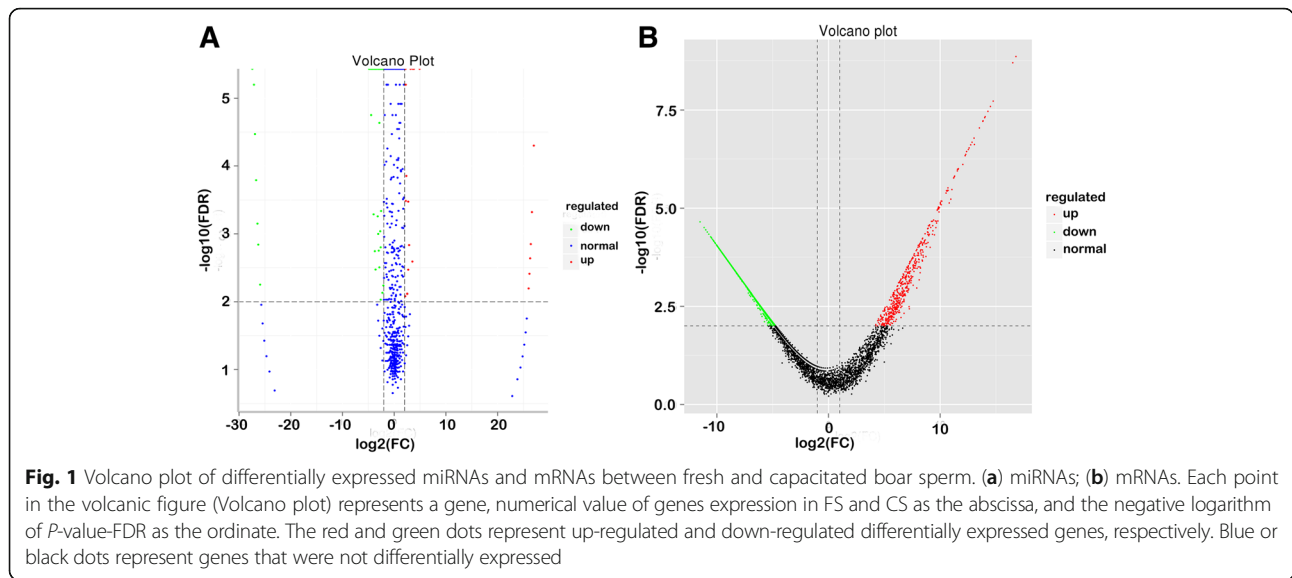 A
Volcano Plot
5
4
3
2
1
-log10(FDR)
-30
-20
-10
0
10
20
log2(FC)
regulated
down
normal
up
B
Volcano plot
7.5
5.0
2.5
0.0
-log10(FDR)
-10
0
10
log2(FC)
regulated
up
down
normal
Fig. 1 Volcano plot of differentially expressed miRNAs and mRNAs between fresh and capacitated boar sperm. (a) miRNAs; (b) mRNAs. Each point
in the volcanic figure (Volcano plot) represents a gene, numerical value of genes expression in FS and CS as the abscissa, and the negative logarithm
of P-value-FDR as the ordinate. The red and green dots represent up-regulated and down-regulated differentially expressed genes, respectively. Blue or
black dots represent genes that were not differentially expressed